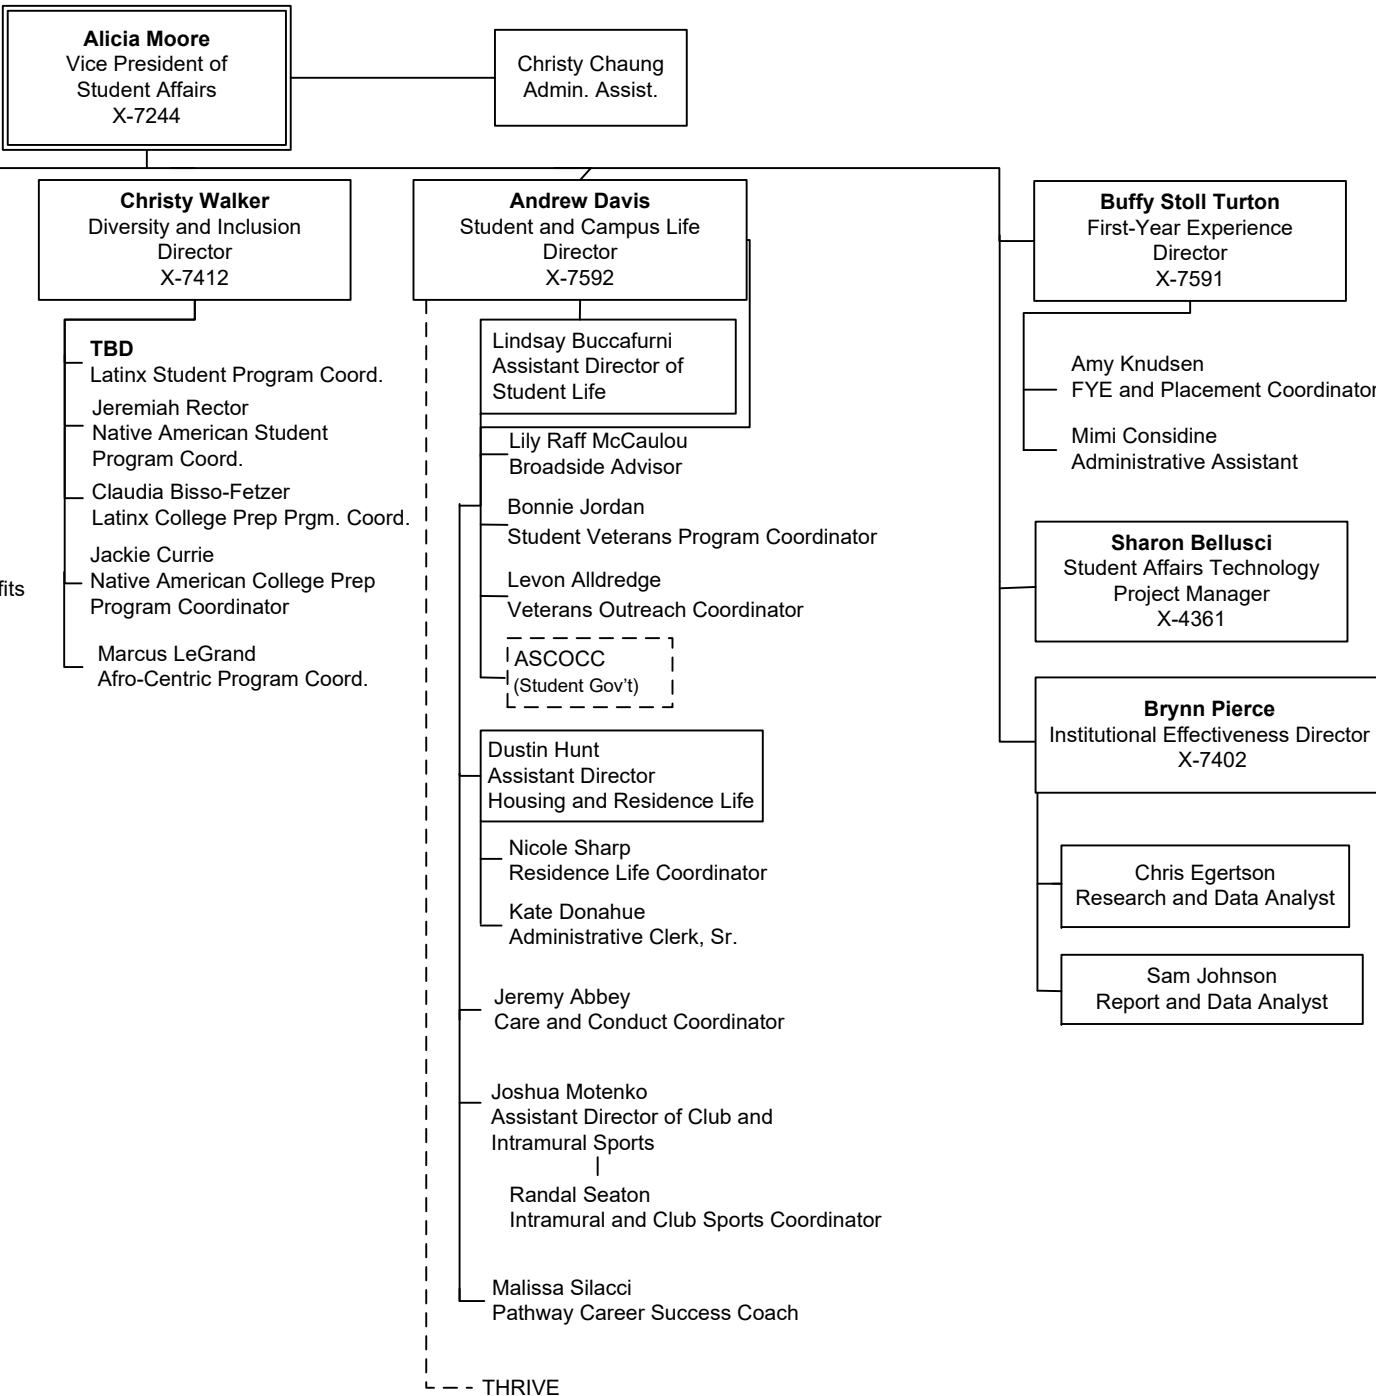 Alicia Moore
Vice President of
Student Affairs
X-7244
Christy Chaung
Admin. Assist.
Christy Walker
Diversity and Inclusion
Director
X-7412
TBD
Latinx Student Program Coord.
Jeremiah Rector
Native American Student
Program Coord.
Claudia Bisso-Fetzer
Latinx College Prep Prgm. Coord.
Jackie Currie
Native American College Prep
Program Coordinator
Marcus LeGrand
Afro-Centric Program Coord.
fits
Andrew Davis
Student and Campus Life
Director
X-7592
Lindsay Buccafurni
Assistant Director of
Student Life
Lily Raff McCaulou
Broadside Advisor
Bonnie Jordan
Student Veterans Program Coordinator
Levon Alldredge
Veterans Outreach Coordinator
ASCOCC
(Student Gov't)
Dustin Hunt
Assistant Director
Housing and Residence Life
Nicole Sharp
Residence Life Coordinator
Kate Donahue
Administrative Clerk, Sr.
Jeremy Abbey
Care and Conduct Coordinator
Joshua Motenko
Assistant Director of Club and
Intramural Sports
Randal Seaton
Intramural and Club Sports Coordinator
Malissa Silacci
Pathway Career Success Coach
THRIVE
Buffy Stoll Turton
First-Year Experience
Director
X-7591
Amy Knudsen
FYE and Placement Coordinator
Mimi Considine
Administrative Assistant
Sharon Bellusci
Student Affairs Technology
Project Manager
X-4361
Brynn Pierce
Institutional Effectiveness Director
X-7402
Chris Egertson
Research and Data Analyst
Sam Johnson
Report and Data Analyst